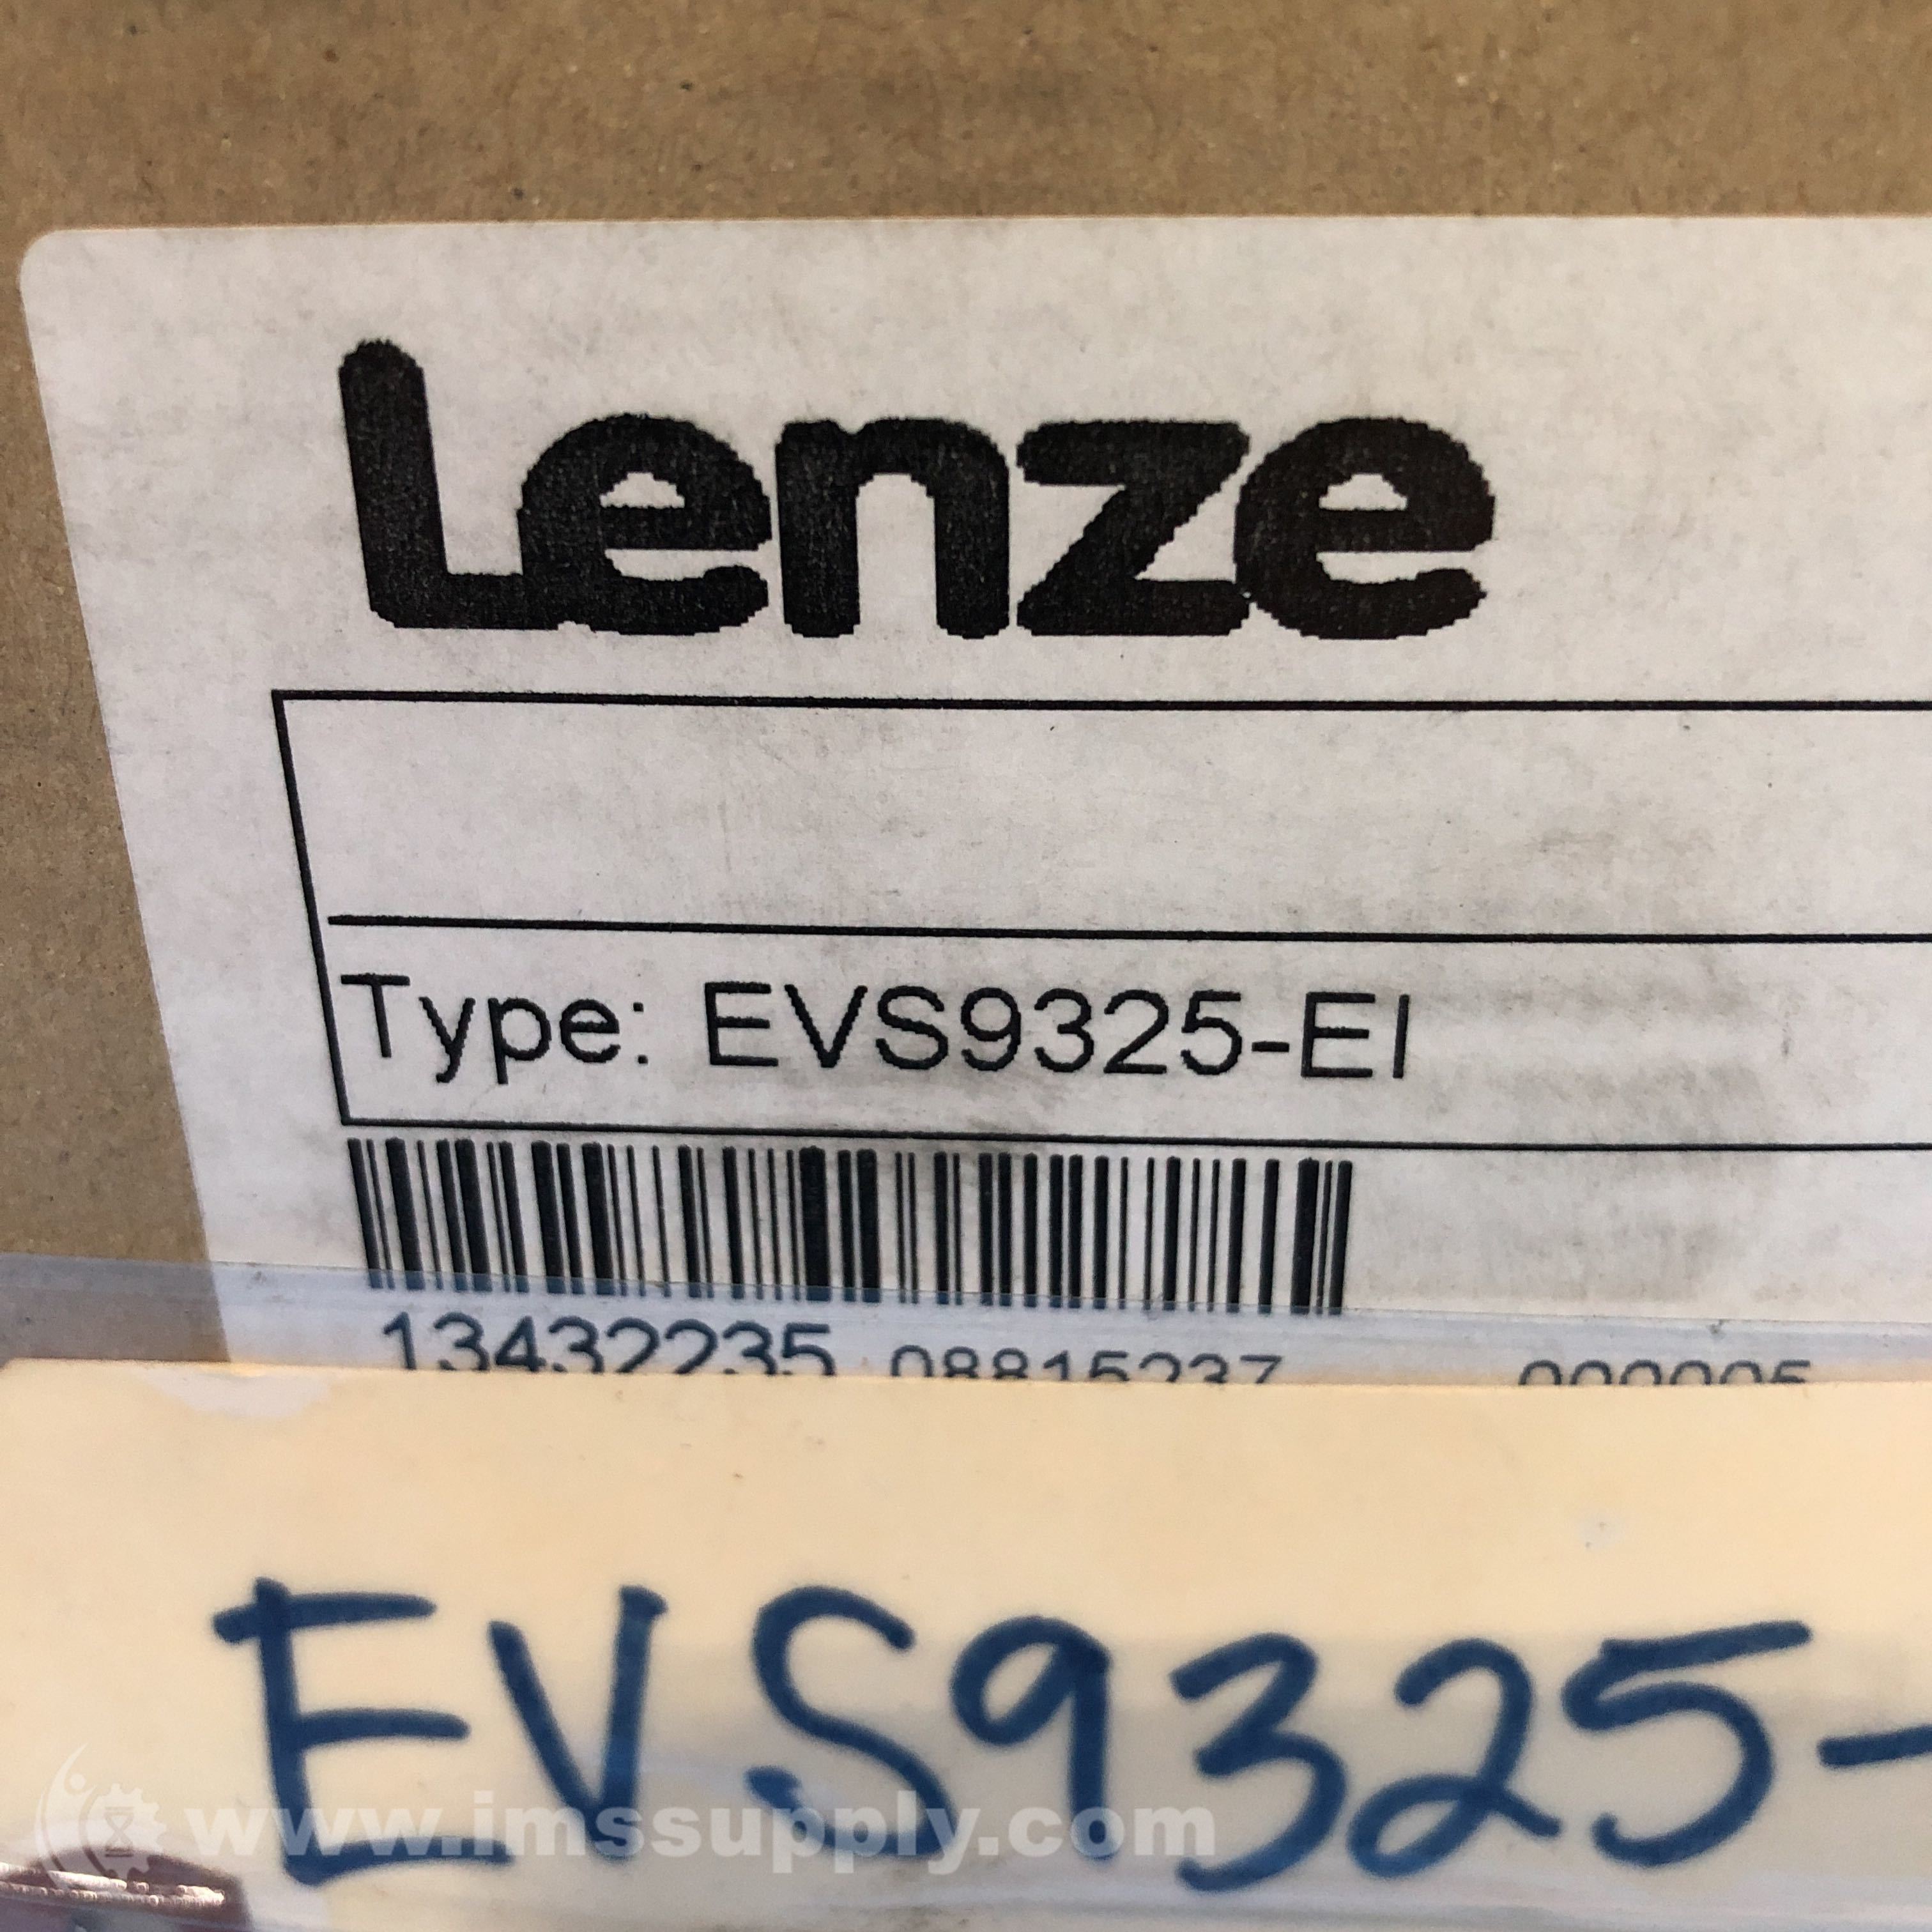 Lenze
Type: EVS9325-EI
13432235 08815237 000005
EVS9325-
www.imssupply.com